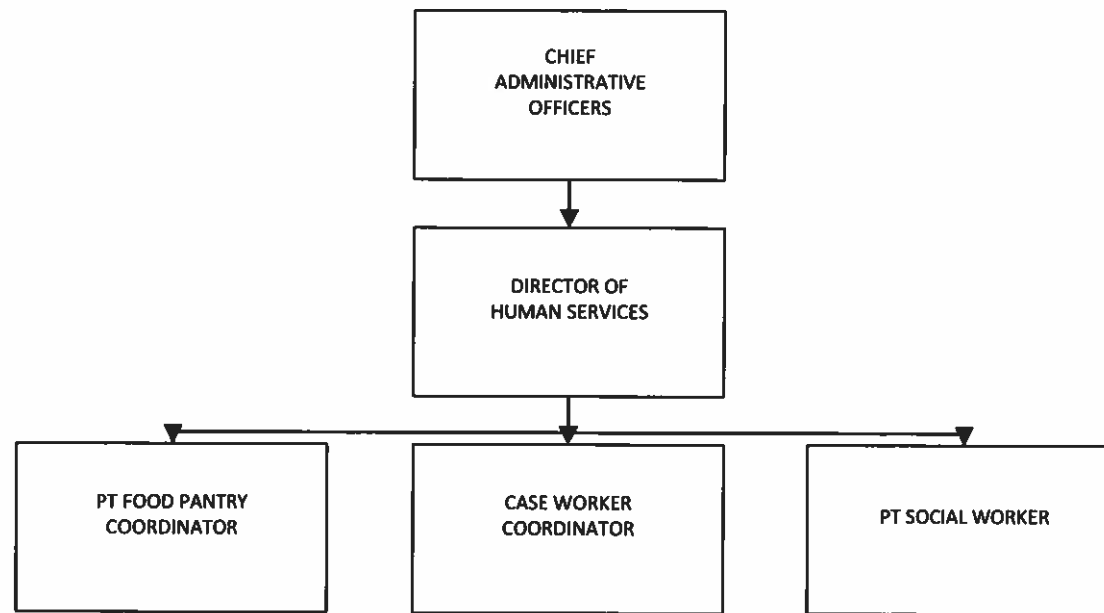 CHIEF
ADMINISTRATIVE
OFFICERS
DIRECTOR OF
HUMAN SERVICES
PT FOOD PANTRY
COORDINATOR
CASE WORKER
COORDINATOR
PT SOCIAL WORKER